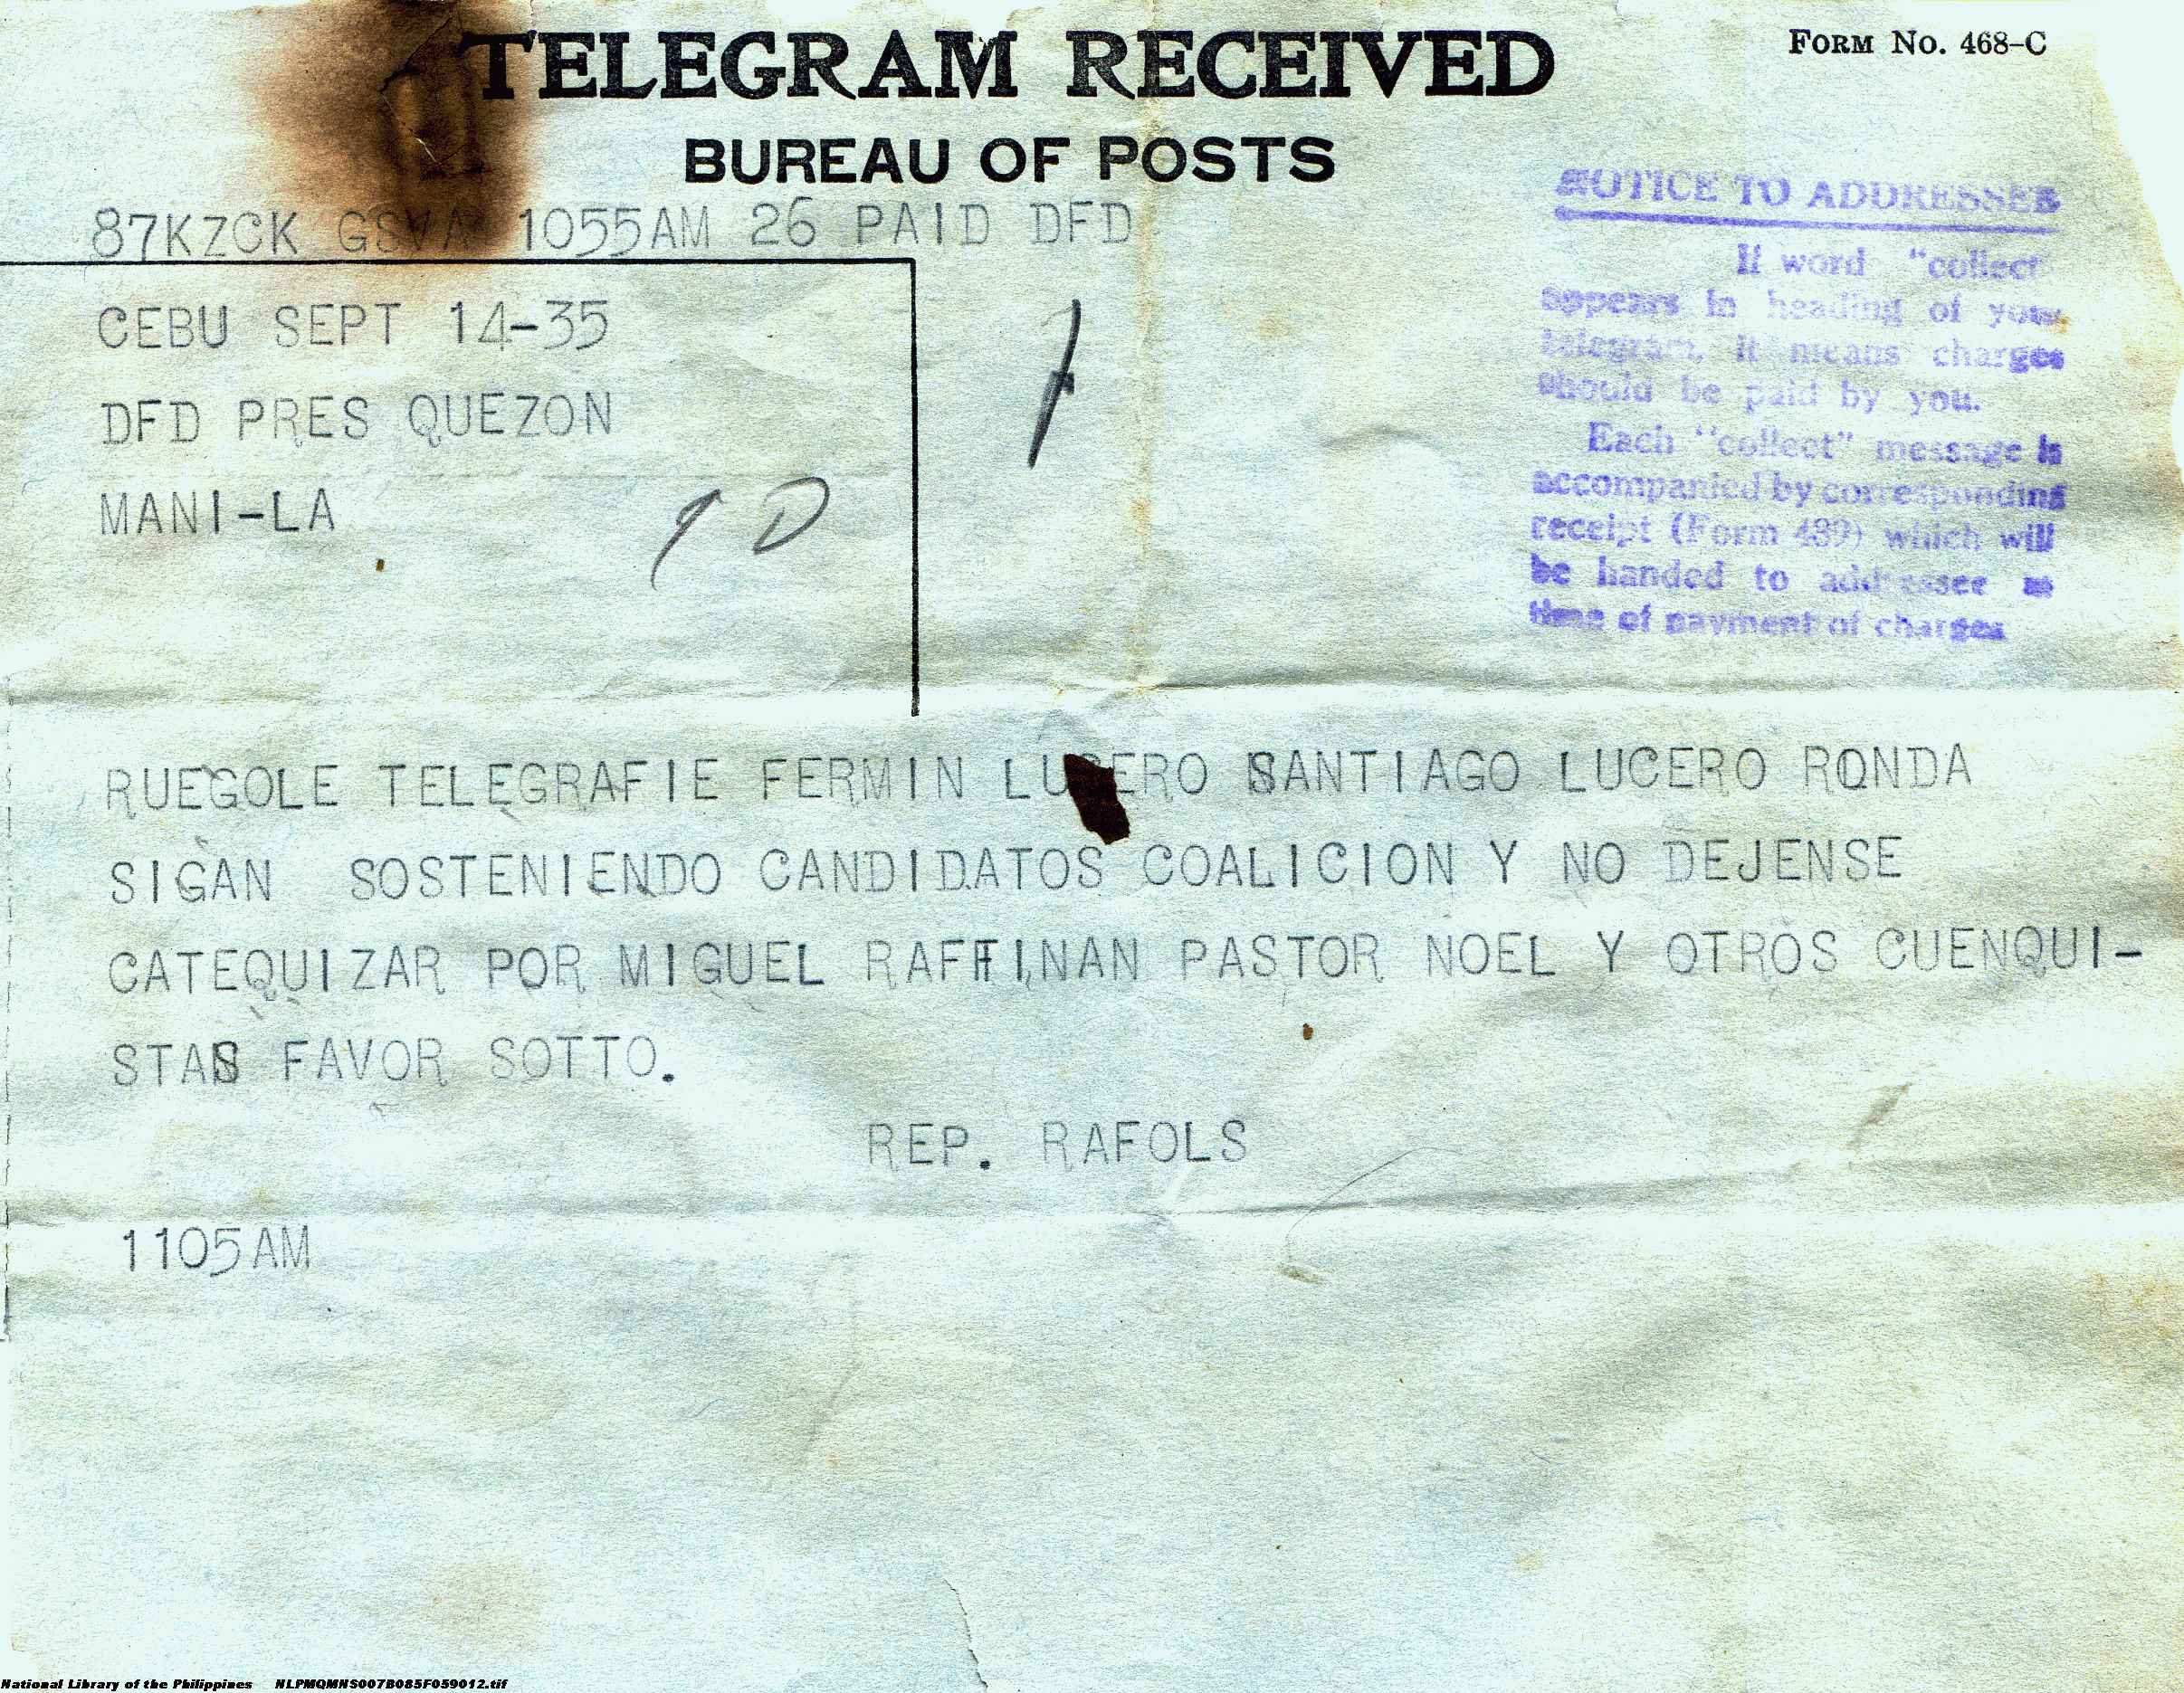 TELEGRAM RECEIVED
FORM NO. 468-C
BUREAU OF POSTS
87KZCK GSVA 1055AM 26 PAID DFD
CEBU SEPT 14-35
DFD PRES QUEZON
MANI-LA
NOTICE TO ADDRESSEE
If word "collect
appears in heading of your
telegram, it means charges
should be paid by you.
Each "collect" message is
accompanied by corresponding
receipt (Form 439) which will
be handed to addressee at
time of payment of charges
RUEGOLE TELEGRAFIE FERMIN LUCERO SANTIAGO LUCERO RONDA
SIGAN SOSTENIENDO CANDIDATOS COALICION Y NO DEJENSE
CATEQUIZAR POR MIGUEL RAFFINAN PASTOR NOEL Y OTROS CUENQUI-
STAS FAVOR SOTTO.
REP. RAFOLS
1105AM
National Library of the Philippines NLPMQMNS007B085F059012.tif